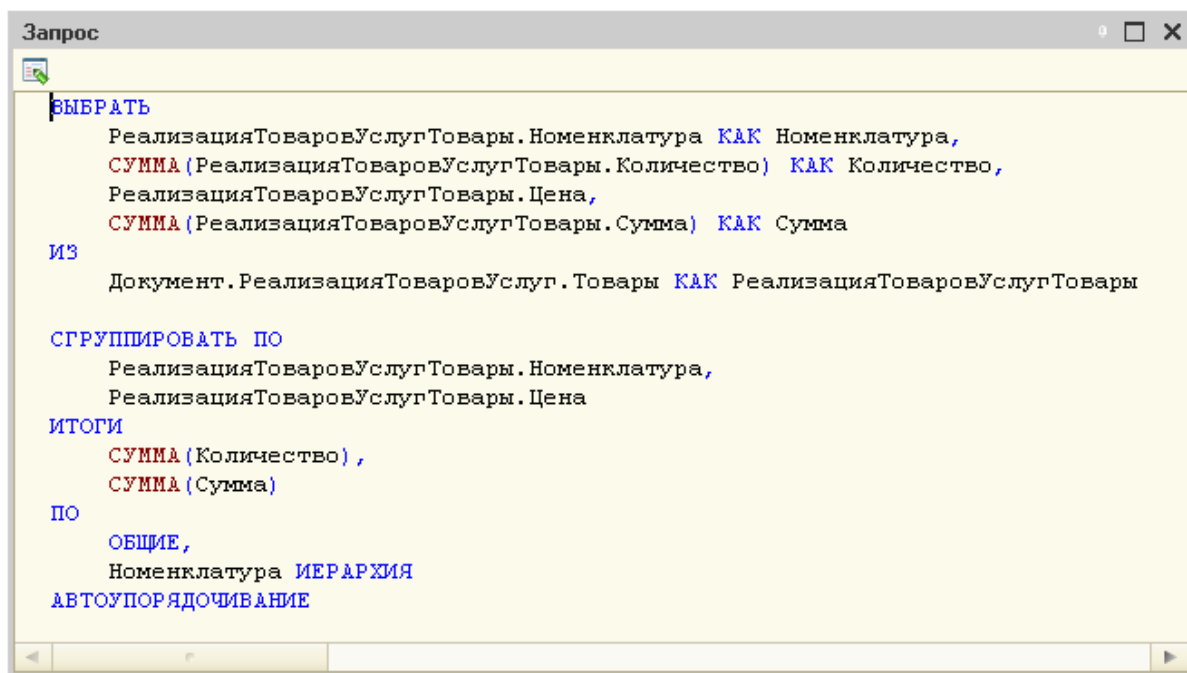 Запрос
ВЫБРАТЬ
РеализацияТоваровУслугТовары.Номенклатура КАК Номенклатура,
СУММА(РеализацияТоваровУслугТовары.Количество) КАК Количество,
РеализацияТоваровУслугТовары.Цена,
СУММА(РеализацияТоваровУслугТовары.Сумма) КАК Сумма
ИЗ
Документ.РеализацияТоваровУслуг.Товары КАК РеализацияТоваровУслугТовары
СГРУППИРОВАТЬ ПО
РеализацияТоваровУслугТовары.Номенклатура,
РеализацияТоваровУслугТовары.Цена
ИТОГИ
СУММА(Количество),
СУММА(Сумма)
ПО
ОБЩИЕ,
Номенклатура ИЕРАРХИЯ
АВТОУПОРЯДОЧИВАНИЕ